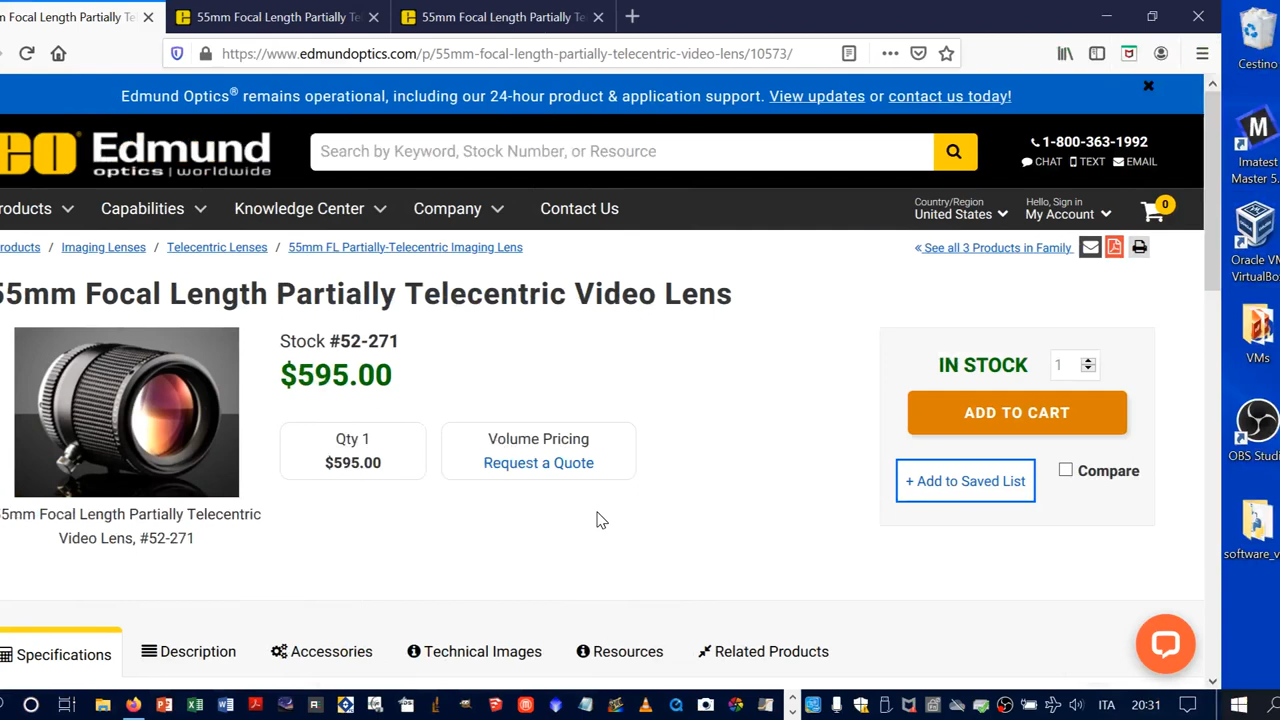 m Focal Length Partially T
55mm Focal Length Partially Te
55mm Focal Length Partially Te
https://www.edmundoptics.com/p/55mm-focal-length-partially-telecentric-video-lens/10573/
Edmund Optics® remains operational, including our 24-hour product & application support. View updates or contact us today!
EO Edmund
optics | worldwide
Search by Keyword, Stock Number, or Resource
1-800-363-1992
CHAT TEXT EMAIL
roducts Capabilities Knowledge Center Company Contact Us
Country/Region
United States
Hello, Sign in
My Account
0
roducts / Imaging Lenses / Telecentric Lenses / 55mm FL Partially-Telecentric Imaging Lens
« See all 3 Products in Family
55mm Focal Length Partially Telecentric Video Lens
Stock #52-271
$595.00
Qty 1
$595.00
Volume Pricing
Request a Quote
IN STOCK 1
ADD TO CART
+ Add to Saved List
Compare
55mm Focal Length Partially Telecentric
Video Lens, #52-271
Specifications
Description
Accessories
Technical Images
Resources
Related Products
Cestino
Imatest
Master 5.
Oracle VM
VirtualBox
VMs
OBS Studi
software_v
ITA
20:31